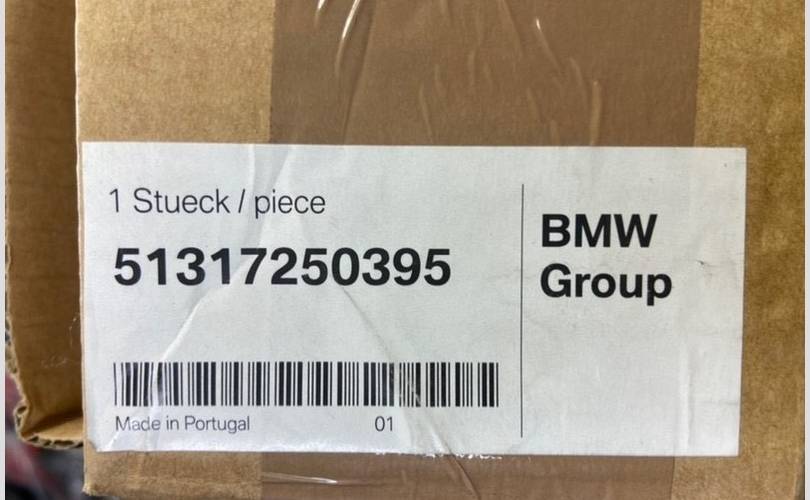 1 Stueck / piece
51317250395
BMW
Group
Made in Portugal 01